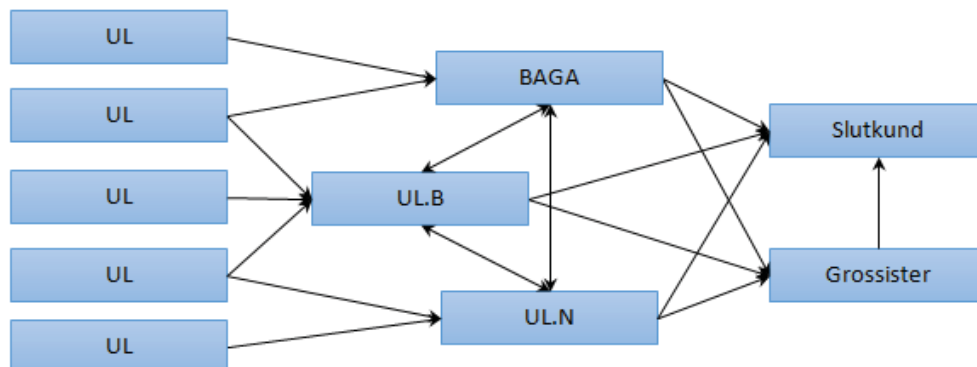 UL
UL
UL
UL
UL
BAGA
UL.B
UL.N
Slutkund
Grossister